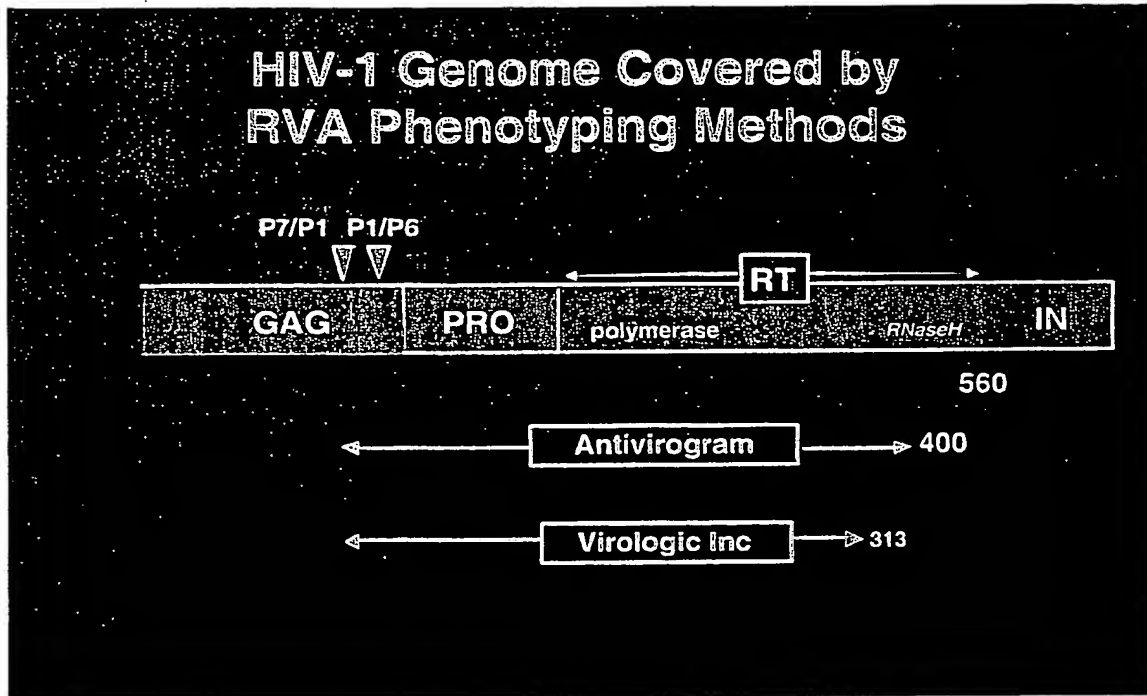 HIV-1 Genome Covered by
RVA Phenotyping Methods
P7/P1 P1/P6
RT
GAG PRO polymerase RNaseH IN
560
Antivirogram 400
Virologic Inc 313